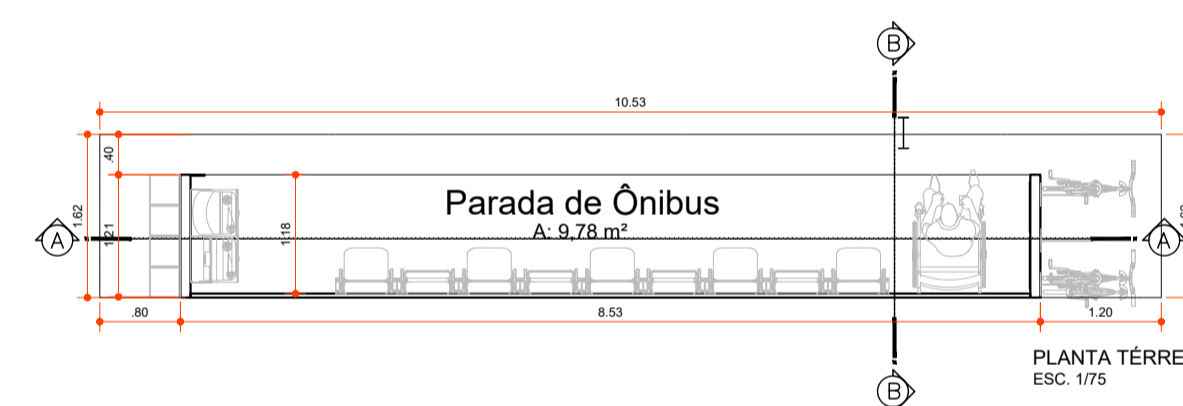 B
10.53
.40
Parada de Ônibus
1.62
1.21
1.18
A: 9,78 m²
A
A
.80
8.53
1.20
PLANTA TÉRRE
ESC. 1/75
B